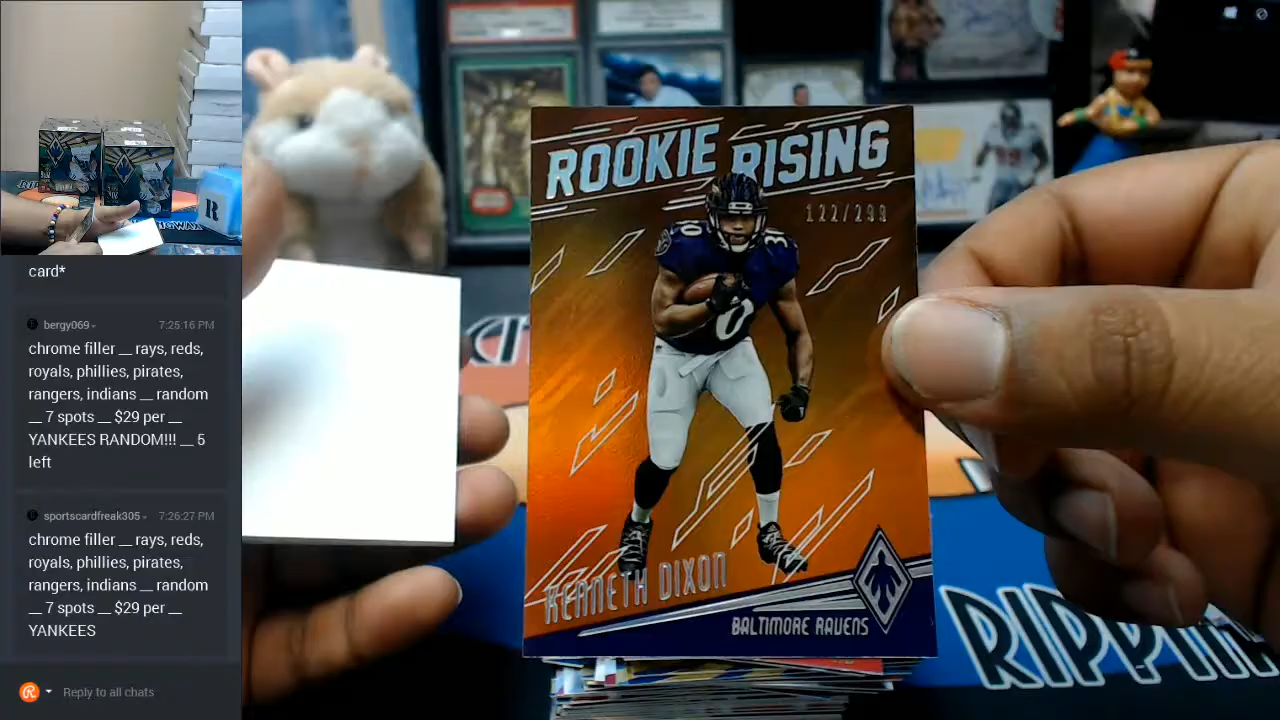 card*
bergy069
7:25:16 PM
chrome filler __ rays, reds,
royals, phillies, pirates,
rangers, indians __ random
__ 7 spots __ $29 per __
YANKEES RANDOM!!! __ 5
left
sportscardfreak305
7:26:27 PM
chrome filler __ rays, reds,
royals, phillies, pirates,
rangers, indians __ random
__ 7 spots __ $29 per __
YANKEES
Reply to all chats
ROOKIE RISING
122/299
30
KENNETH DIXON
BALTIMORE RAVENS